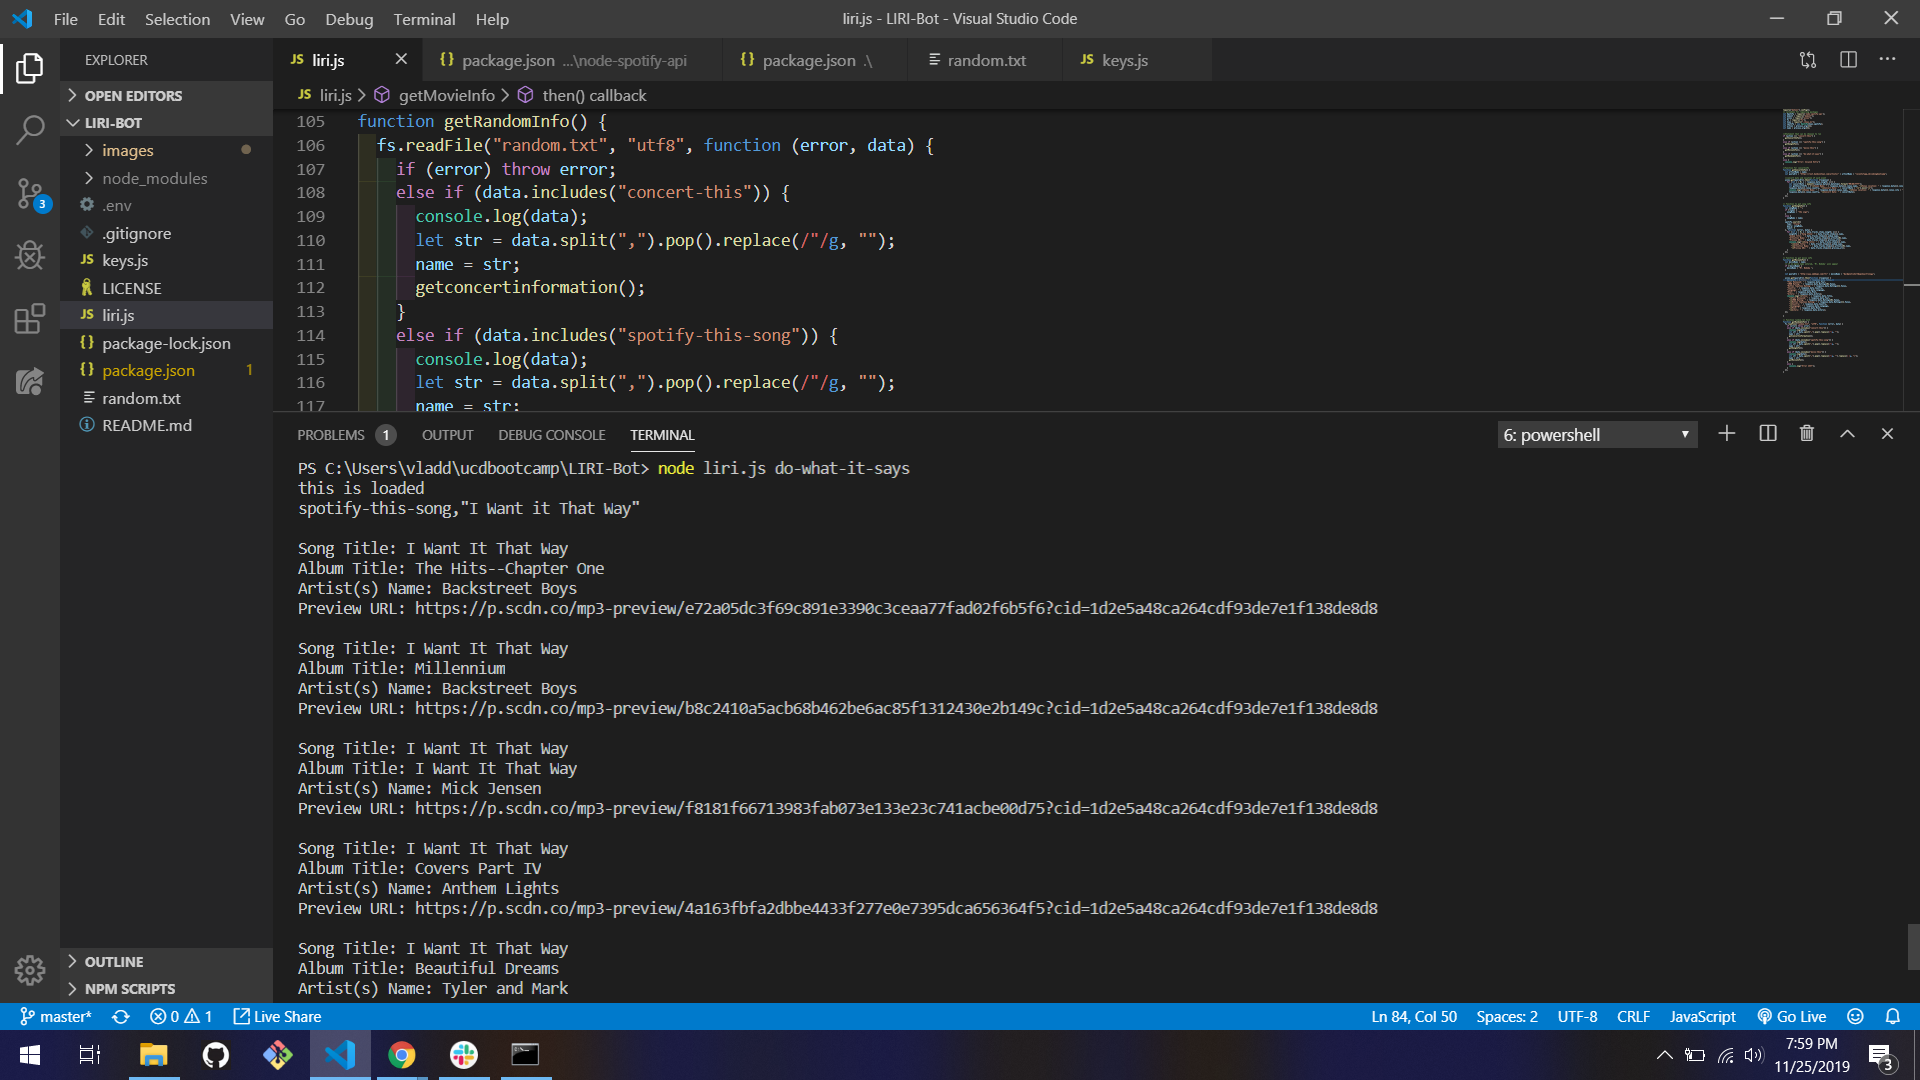 File Edit Selection View Go Debug Terminal Help
liri.js - LIRI-Bot - Visual Studio Code
EXPLORER
OPEN EDITORS
LIRI-BOT
images
node_modules
.env
.gitignore
JS keys.js
LICENSE
JS liri.js
{} package-lock.json
{} package.json 1
random.txt
README.md
OUTLINE
NPM SCRIPTS
3
JS liri.js
{} package.json ...\node-spotify-api
{} package.json .\
random.txt
JS keys.js
JS liri.js > getMovieInfo > then() callback
105 function getRandomInfo() {
106 fs.readFile("random.txt", "utf8", function (error, data) {
107 if (error) throw error;
108 else if (data.includes("concert-this")) {
109 console.log(data);
110 let str = data.split(",").pop().replace(/"/g, "");
111 name = str;
112 getconcertinformation();
113 }
114 else if (data.includes("spotify-this-song")) {
115 console.log(data);
116 let str = data.split(",").pop().replace(/"/g, "");
117 name = str;
PROBLEMS 1 OUTPUT DEBUG CONSOLE TERMINAL
6: powershell
PS C:\Users\vladd\ucdbootcamp\LIRI-Bot> node liri.js do-what-it-says
this is loaded
spotify-this-song,"I Want it That Way"
Song Title: I Want It That Way
Album Title: The Hits--Chapter One
Artist(s) Name: Backstreet Boys
Preview URL: https://p.scdn.co/mp3-preview/e72a05dc3f69c891e3390c3ceaa77fad02f6b5f6?cid=1d2e5a48ca264cdf93de7e1f138de8d8
Song Title: I Want It That Way
Album Title: Millennium
Artist(s) Name: Backstreet Boys
Preview URL: https://p.scdn.co/mp3-preview/b8c2410a5acb68b462be6ac85f1312430e2b149c?cid=1d2e5a48ca264cdf93de7e1f138de8d8
Song Title: I Want It That Way
Album Title: I Want It That Way
Artist(s) Name: Mick Jensen
Preview URL: https://p.scdn.co/mp3-preview/f8181f66713983fab073e133e23c741acbe00d75?cid=1d2e5a48ca264cdf93de7e1f138de8d8
Song Title: I Want It That Way
Album Title: Covers Part IV
Artist(s) Name: Anthem Lights
Preview URL: https://p.scdn.co/mp3-preview/4a163fbfa2dbbe4433f277e0e7395dca656364f5?cid=1d2e5a48ca264cdf93de7e1f138de8d8
Song Title: I Want It That Way
Album Title: Beautiful Dreams
Artist(s) Name: Tyler and Mark
master* 0 1 Live Share
Ln 84, Col 50 Spaces: 2 UTF-8 CRLF JavaScript Go Live
7:59 PM
11/25/2019
3